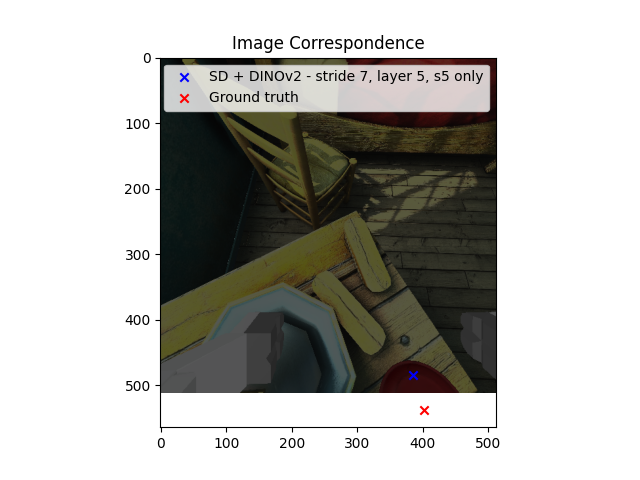 Image Correspondence
SD + DINOv2 - stride 7, layer 5, s5 only
Ground truth
0
100
200
300
400
500
0 100 200 300 400 500